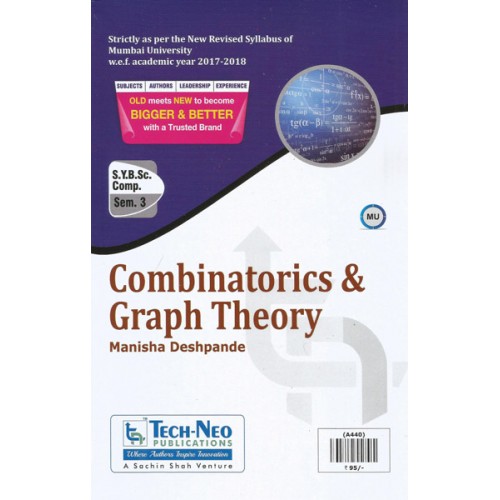 Strictly as per the New Revised Syllabus of
Mumbai University
w.e.f. academic year 2017-2018
SUBJECTS AUTHORS LEADERSHIP EXPERIENCE
OLD meets NEW to become
BIGGER & BETTER
with a Trusted Brand
S.Y.B.Sc.
Comp.
Sem. 3
MU
Combinatorics &
Graph Theory
Manisha Deshpande
TECH-NEO
PUBLICATIONS
Where Authors Inspire Innovation
A Sachin Shah Venture
(A440)
₹ 95/-